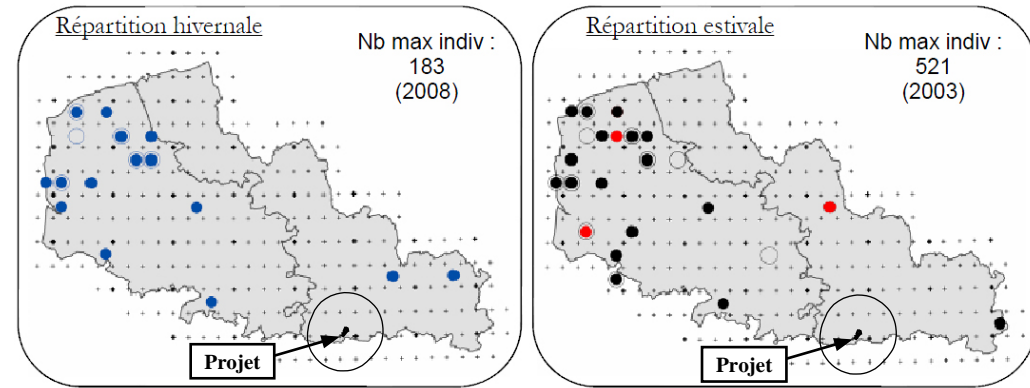 Répartition hivernale
Nb max indiv :
183
(2008)
Projet
Répartition estivale
Nb max indiv :
521
(2003)
Projet